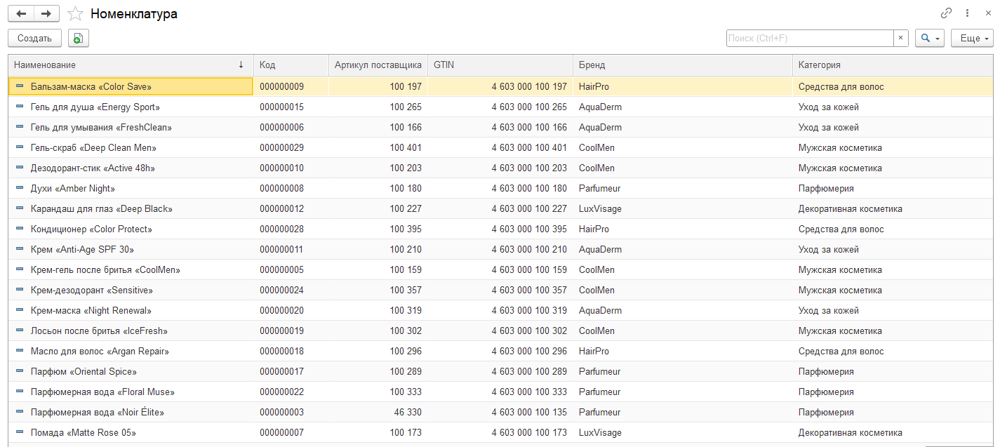 Номенклатура
Создать Поиск (Ctrl+F) × Еще
Наименование ↓ Код Артикул поставщика GTIN Бренд Категория
Бальзам-маска «Color Save» 000000009 100 197 4 603 000 100 197 HairPro Средства для волос
Гель для душа «Energy Sport» 000000015 100 265 4 603 000 100 265 AquaDerm Уход за кожей
Гель для умывания «FreshClean» 000000006 100 166 4 603 000 100 166 AquaDerm Уход за кожей
Гель-скраб «Deep Clean Men» 000000029 100 401 4 603 000 100 401 CoolMen Мужская косметика
Дезодорант-стик «Active 48h» 000000010 100 203 4 603 000 100 203 CoolMen Мужская косметика
Духи «Amber Night» 000000008 100 180 4 603 000 100 180 Parfumeur Парфюмерия
Карандаш для глаз «Deep Black» 000000012 100 227 4 603 000 100 227 LuxVisage Декоративная косметика
Кондиционер «Color Protect» 000000028 100 395 4 603 000 100 395 HairPro Средства для волос
Крем «Anti-Age SPF 30» 000000011 100 210 4 603 000 100 210 AquaDerm Уход за кожей
Крем-гель после бритья «CoolMen» 000000005 100 159 4 603 000 100 159 CoolMen Мужская косметика
Крем-дезодорант «Sensitive» 000000024 100 357 4 603 000 100 357 CoolMen Мужская косметика
Крем-маска «Night Renewal» 000000020 100 319 4 603 000 100 319 AquaDerm Уход за кожей
Лосьон после бритья «IceFresh» 000000019 100 302 4 603 000 100 302 CoolMen Мужская косметика
Масло для волос «Argan Repair» 000000018 100 296 4 603 000 100 296 HairPro Средства для волос
Парфюм «Oriental Spice» 000000017 100 289 4 603 000 100 289 Parfumeur Парфюмерия
Парфюмерная вода «Floral Muse» 000000022 100 333 4 603 000 100 333 Parfumeur Парфюмерия
Парфюмерная вода «Noir Élite» 000000003 46 330 4 603 000 100 135 Parfumeur Парфюмерия
Помада «Matte Rose 05» 000000007 100 173 4 603 000 100 173 LuxVisage Декоративная косметика